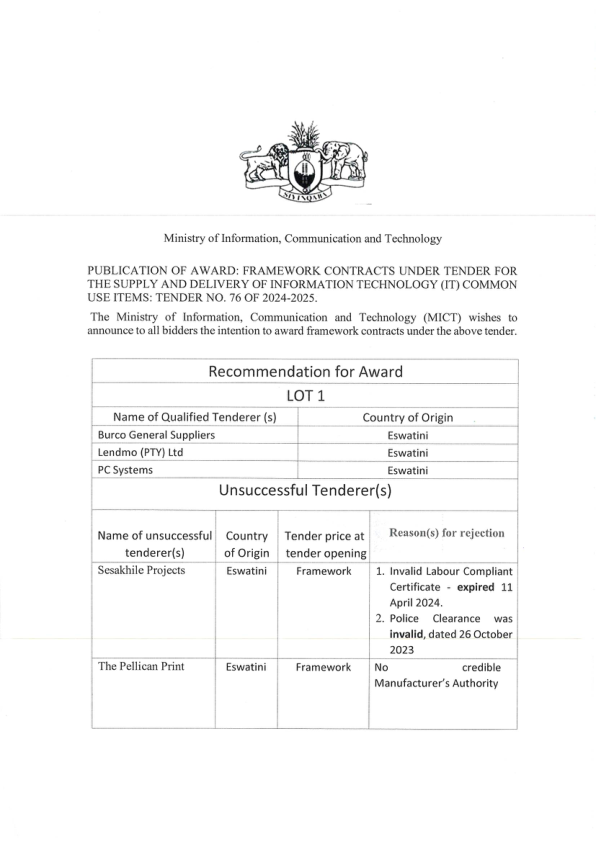 SIYINQABA
Ministry of Information, Communication and Technology
PUBLICATION OF AWARD: FRAMEWORK CONTRACTS UNDER TENDER FOR
THE SUPPLY AND DELIVERY OF INFORMATION TECHNOLOGY (IT) COMMON
USE ITEMS: TENDER NO. 76 OF 2024-2025.
The Ministry of Information, Communication and Technology (MICT) wishes to
announce to all bidders the intention to award framework contracts under the above tender.
Recommendation for Award
LOT 1
Name of Qualified Tenderer (s) Country of Origin
Burco General Suppliers Eswatini
Lendmo (PTY) Ltd Eswatini
PC Systems Eswatini
Unsuccessful Tenderer(s)
Name of unsuccessful tenderer(s)
Country of Origin
Tender price at tender opening
Reason(s) for rejection
Sesakhile Projects
Eswatini
Framework
1. Invalid Labour Compliant
Certificate - expired 11
April 2024.
2. Police Clearance was
invalid, dated 26 October
2023
The Pellican Print
Eswatini
Framework
No credible
Manufacturer's Authority